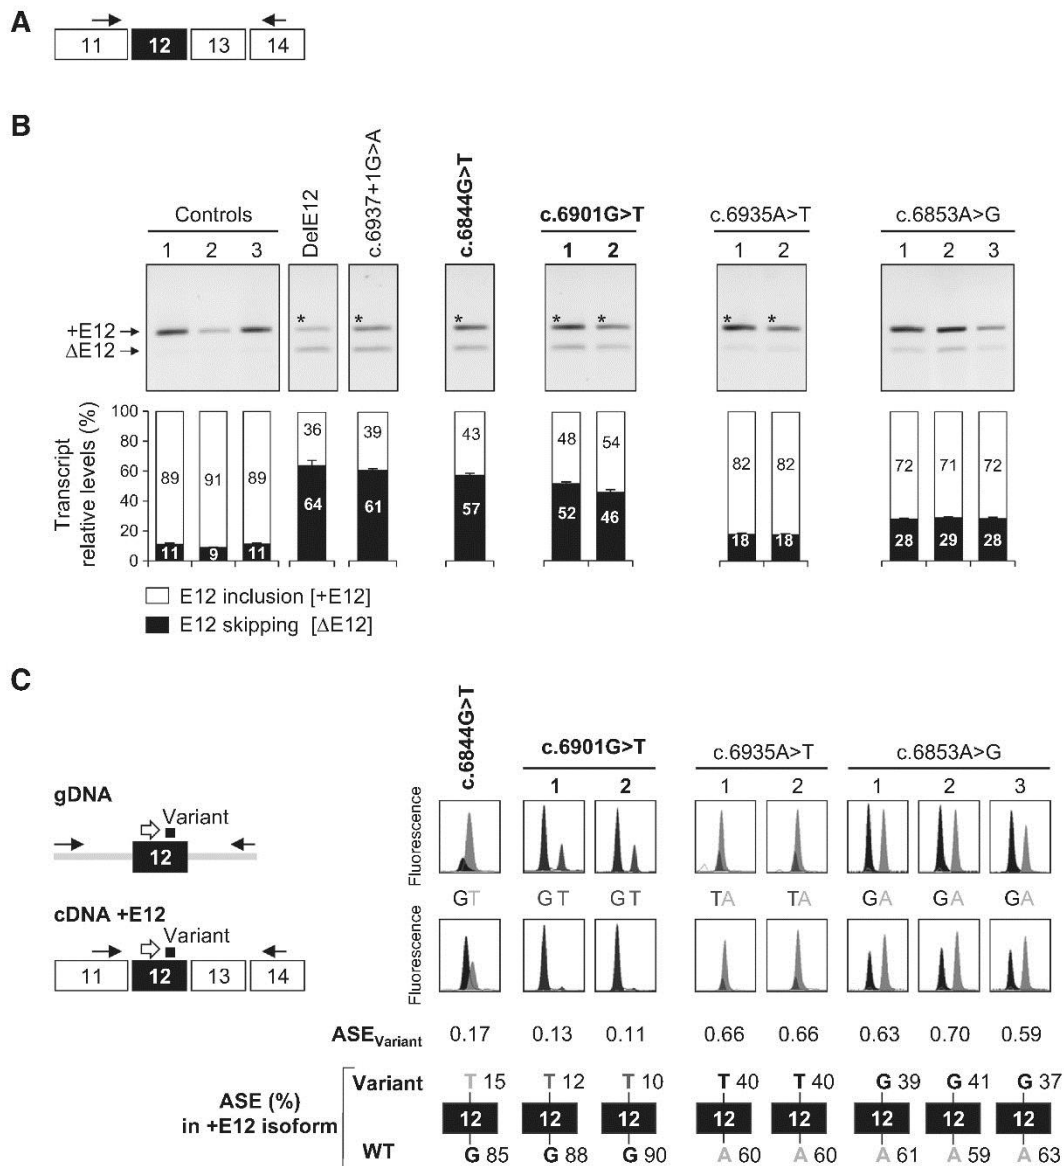 A
11 12 13 14
B
Controls DelE12 c.6937+1G>A c.6844G>T c.6901G>T c.6935A>T c.6853A>G
1 2 3 1 2 1 2 1 2 3
* * * * * * *
+E12
ΔE12
Transcript relative levels (%)
100
80
60
40
20
0
89 91 89 36 39 43 48 54 82 82 72 71 72
11 9 11 64 61 57 52 46 18 18 28 29 28
E12 inclusion [+E12]
E12 skipping [ΔE12]
C
c.6844G>T c.6901G>T c.6935A>T c.6853A>G
1 2 1 2 1 2 3
gDNA
Variant
12
Fluorescence
GT GT GT TA TA GA GA GA
cDNA +E12
Variant
11 12 13 14
Fluorescence
ASEVariant 0.17 0.13 0.11 0.66 0.66 0.63 0.70 0.59
ASE (%)
in +E12 isoform
Variant T 15 T 12 T 10 T 40 T 40 G 39 G 41 G 37
12 12 12 12 12 12 12 12
WT G 85 G 88 G 90 A 60 A 60 A 61 A 59 A 63